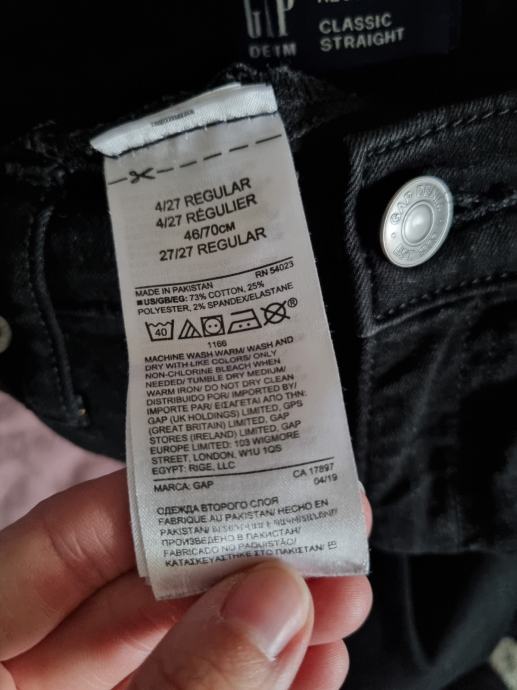 GAP
DENIM
CLASSIC
STRAIGHT
4/27 REGULAR
4/27 RÉGULIER
46/70CM
27/27 REGULAR
MADE IN PAKISTAN RN 54023
■US/GB/EG: 73% COTTON, 25%
POLYESTER, 2% SPANDEX/ELASTANE
40
®
1166
MACHINE WASH WARM/ WASH AND
DRY WITH LIKE COLORS/ ONLY
NON-CHLORINE BLEACH WHEN
NEEDED/ TUMBLE DRY MEDIUM/
WARM IRON/ DO NOT DRY CLEAN
DISTRIBUIDO POR/ IMPORTED BY/
IMPORTE PAR/ ΕΙΣΑΓΕΤΑΙ ΑΠΟ ΤΗΝ:
GAP (UK HOLDINGS) LIMITED, GPS
(GREAT BRITAIN) LIMITED, GAP
STORES (IRELAND) LIMITED, GAP
EUROPE LIMITED: 103 WIGMORE
STREET, LONDON, W1U 1QS
EGYPT: RIGE, LLC
MARCA: GAP CA 17897
04/19
ОДЕЖДА ВТОРОГО СЛОЯ
FABRIQUÉ AU PAKISTAN/ HECHO EN
PAKISTAN/
ПРОИЗВЕДЕНО В ПАКИСТАН/
FABRICADO NO PAQUISTÃO/
ΚΑΤΑΣΚΕΥΑΣΤΗΚΕ ΣΤΟ ΠΑΚΙΣΤΑΝ/
GAP DENIM